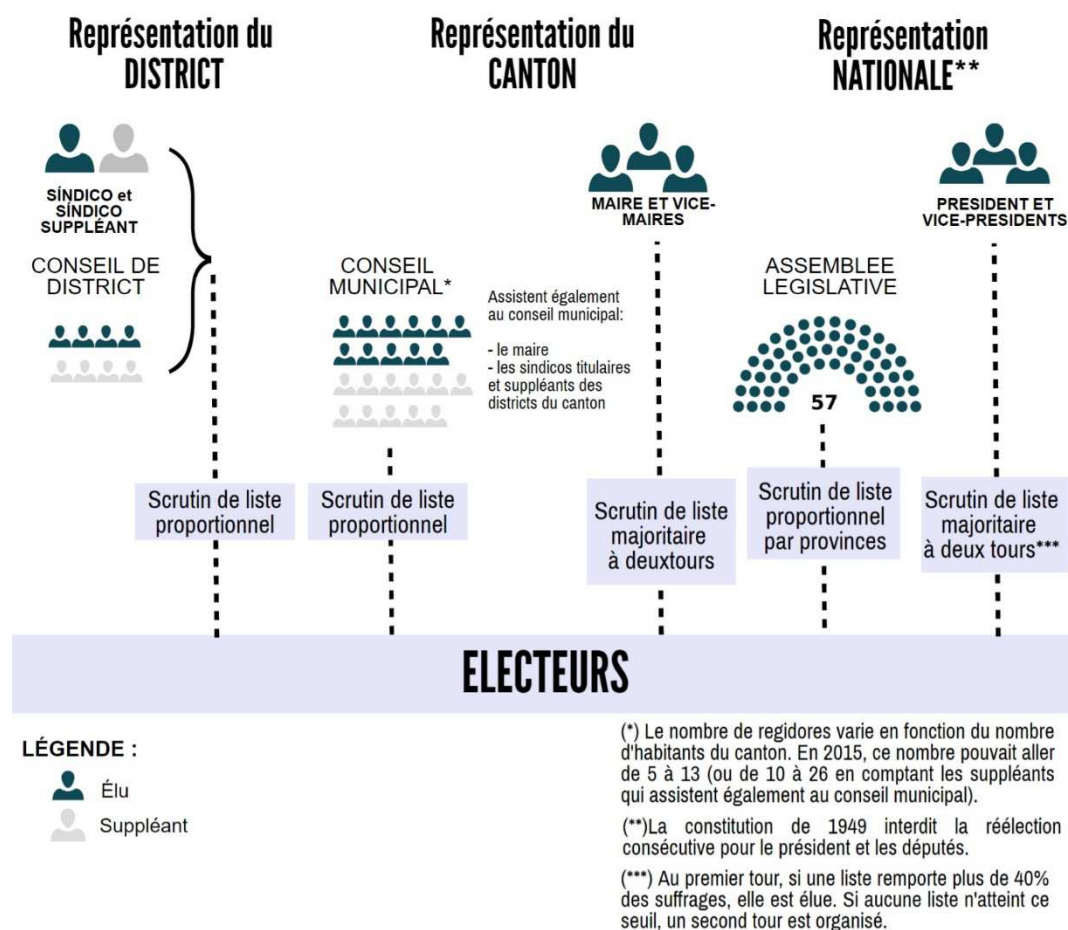 Représentation du
DISTRICT
Représentation du
CANTON
Représentation
NATIONALE**
SÍNDICO et
SÍNDICO
SUPPLÉANT
CONSEIL DE
DISTRICT
CONSEIL
MUNICIPAL*
Assistent également
au conseil municipal:
- le maire
- les sindicos titulaires
et suppléants des
districts du canton
MAIRE ET VICE-
MAIRES
ASSEMBLEE
LEGISLATIVE
57
PRESIDENT ET
VICE-PRESIDENTS
Scrutin de liste
proportionnel
Scrutin de liste
proportionnel
Scrutin de liste
majoritaire
à deuxtours
Scrutin de liste
proportionnel
par provinces
Scrutin de liste
majoritaire
à deux tours***
ELECTEURS
LÉGENDE :
Élu
Suppléant
(*) Le nombre de regidores varie en fonction du nombre
d'habitants du canton. En 2015, ce nombre pouvait aller
de 5 à 13 (ou de 10 à 26 en comptant les suppléants
qui assistent également au conseil municipal).
(**)La constitution de 1949 interdit la réélection
consécutive pour le président et les députés.
(***) Au premier tour, si une liste remporte plus de 40%
des suffrages, elle est élue. Si aucune liste n'atteint ce
seuil, un second tour est organisé.